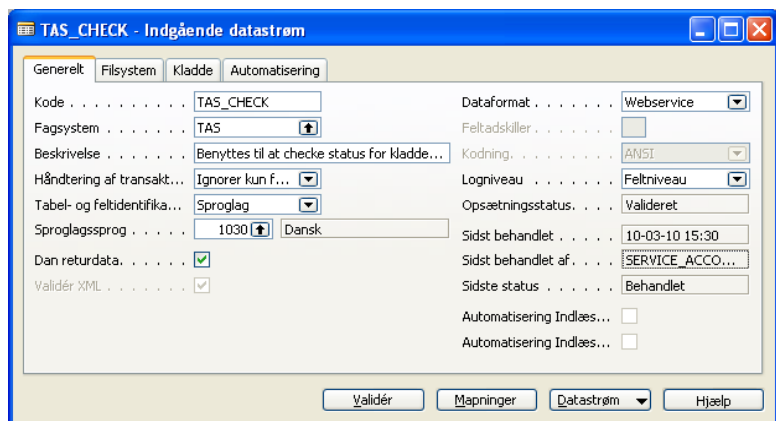 TAS_CHECK - Indgående datastrøm
Generelt Filsystem Kladde Automatisering
Kode . . . . . . . . . . TAS_CHECK
Fagsystem . . . . . . . TAS
Beskrivelse . . . . . . . Benyttes til at checke status for kladde...
Håndtering af transakt... Ignorer kun f...
Tabel- og feltidentifika... Sproglag
Sproglagssprog . . . . . 1030 Dansk
Dan returdata. . . . . .
Validér XML . . . . . . .
Dataformat . . . . . . . Webservice
Feltadskiller . . . . . . .
Kodning. . . . . . . . . . ANSI
Logniveau . . . . . . . Feltniveau
Opsætningsstatus. . . . Valideret
Sidst behandlet . . . . . 10-03-10 15:30
Sidst behandlet af. . . . SERVICE_ACCO...
Sidste status . . . . . . Behandlet
Automatisering Indlæs...
Automatisering Indlæs...
Validér Mapninger Datastrøm Hjælp